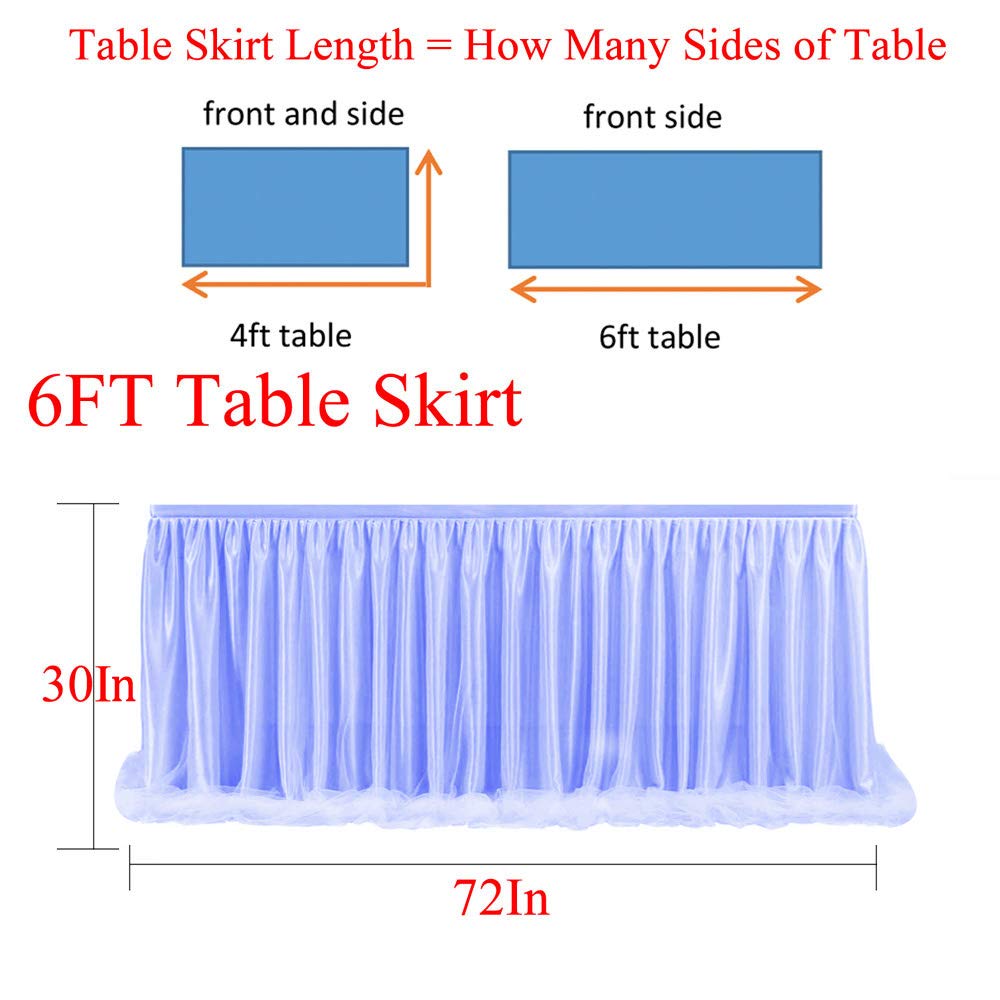 Table Skirt Length = How Many Sides of Table
front and side
front side
4ft table
6ft table
6FT Table Skirt
30In
72In